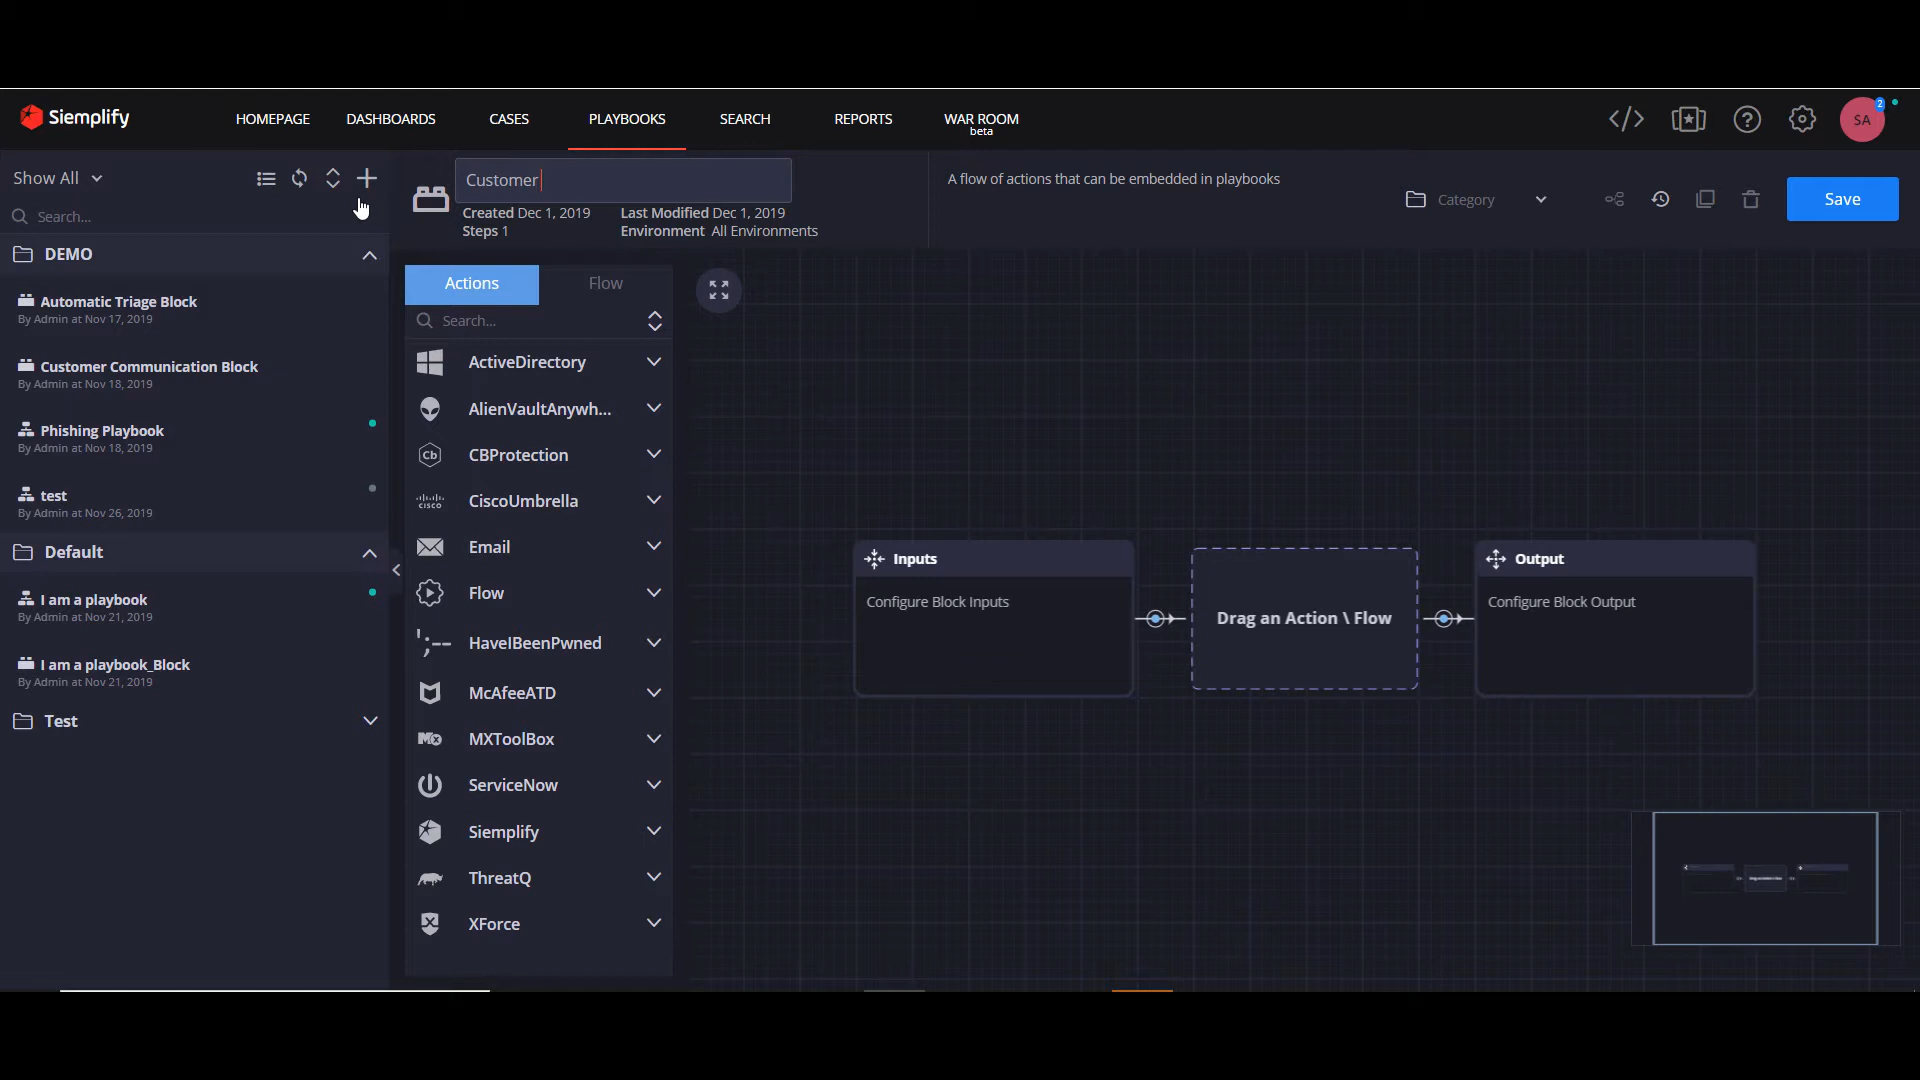 Siemplify
HOMEPAGE
DASHBOARDS
CASES
PLAYBOOKS
SEARCH
REPORTS
WAR ROOM
beta
</>
?
SA
2
Show All
Search...
DEMO
Automatic Triage Block
By Admin at Nov 17, 2019
Customer Communication Block
By Admin at Nov 18, 2019
Phishing Playbook
By Admin at Nov 18, 2019
test
By Admin at Nov 26, 2019
Default
I am a playbook
By Admin at Nov 21, 2019
I am a playbook_Block
By Admin at Nov 21, 2019
Test
Customer
Created Dec 1, 2019
Last Modified Dec 1, 2019
Steps 1
Environment All Environments
A flow of actions that can be embedded in playbooks
Category
Save
Actions
Flow
Search...
ActiveDirectory
AlienVaultAnywh...
Cb
CBProtection
CISCO
CiscoUmbrella
Email
Flow
HaveIBeenPwned
McAfeeATD
MXToolBox
ServiceNow
Siemplify
ThreatQ
XForce
Inputs
Configure Block Inputs
Drag an Action \ Flow
Output
Configure Block Output